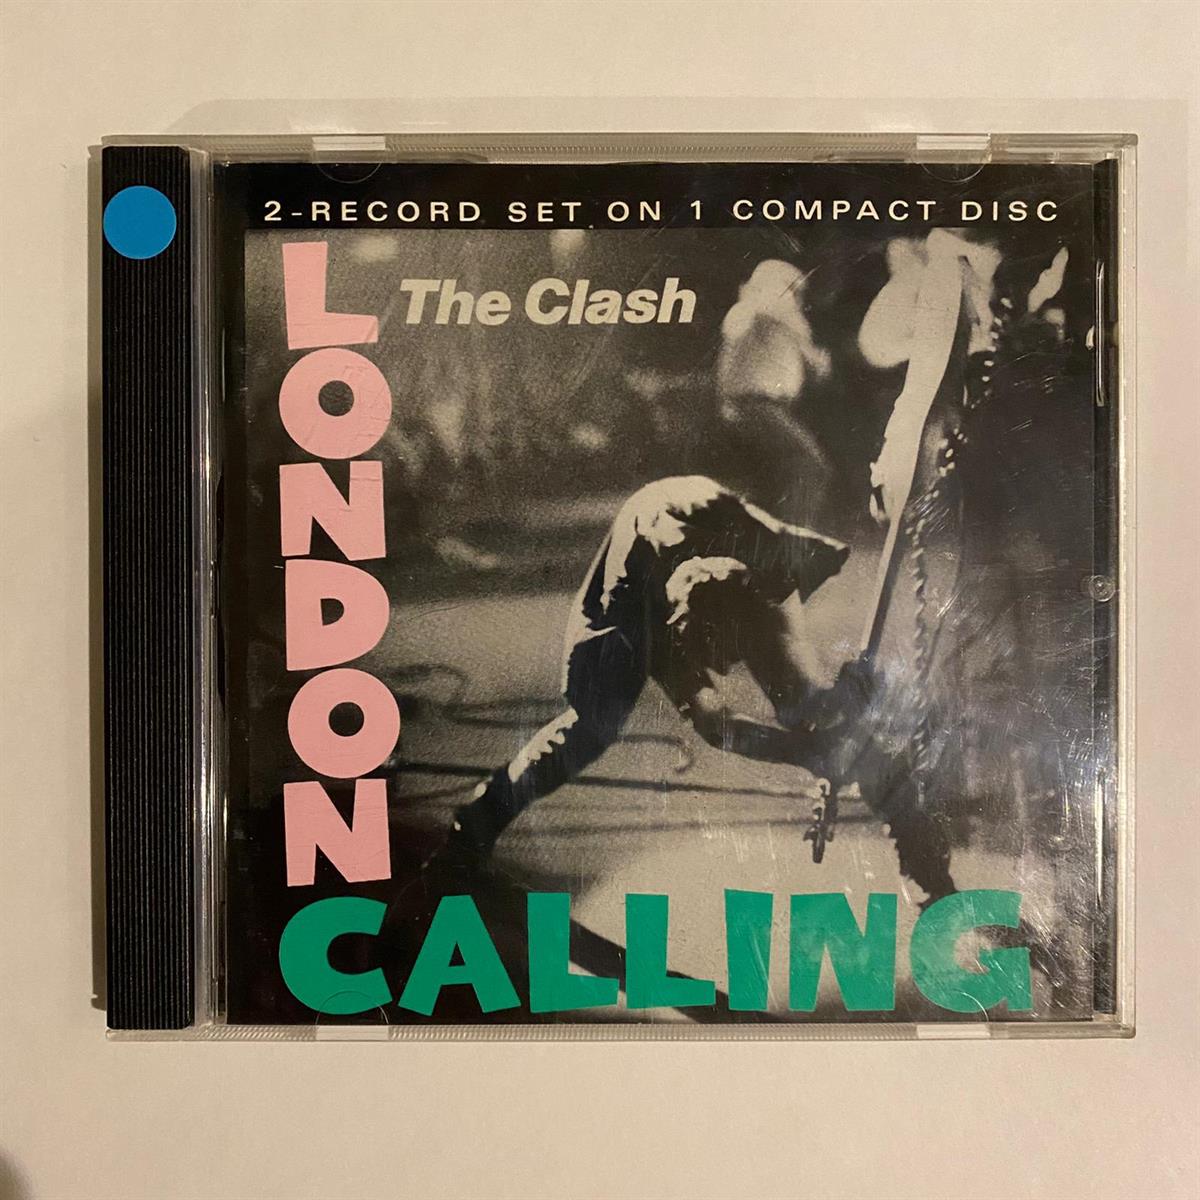 2-RECORD SET ON 1 COMPACT DISC
The Clash
LONDON
CALLING